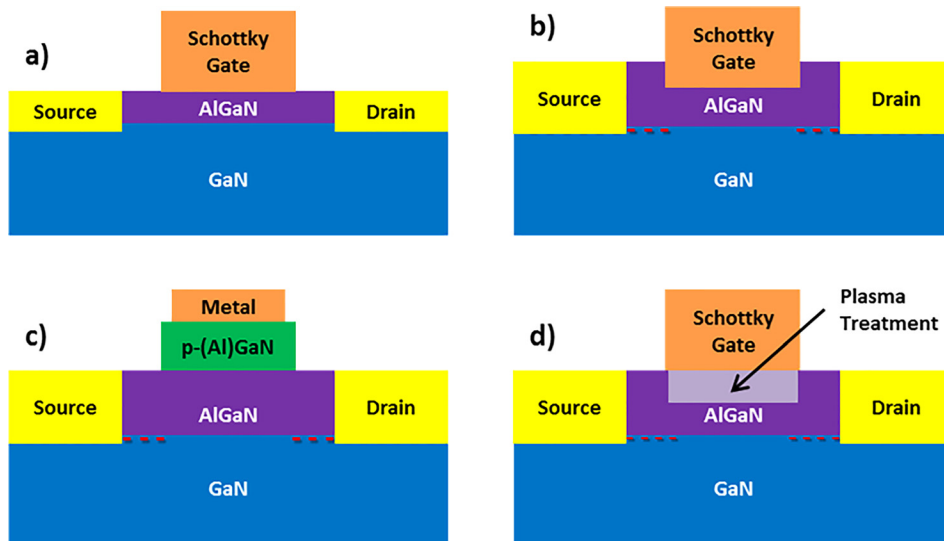 a)
Schottky
Gate
Source
AlGaN
Drain
GaN
b)
Schottky
Gate
Source
AlGaN
Drain
GaN
c)
Metal
p-(Al)GaN
Source
AlGaN
Drain
GaN
d)
Schottky
Gate
Plasma
Treatment
Source
AlGaN
Drain
GaN